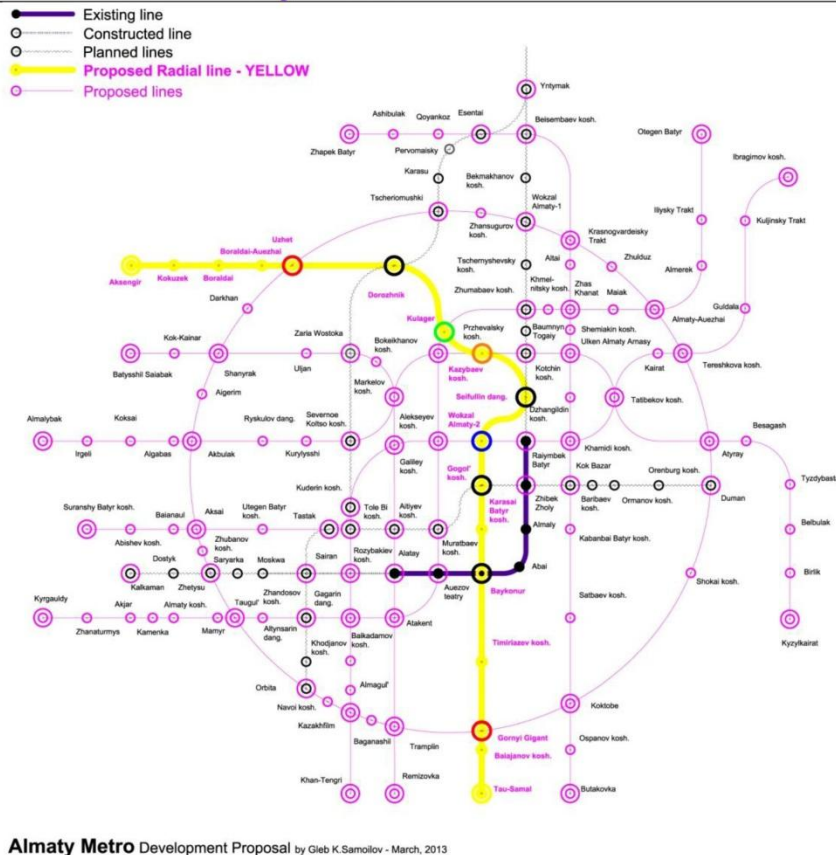 Existing line
Constructed line
Planned lines
Proposed Radial line - YELLOW
Proposed lines
Yntymak
Ashibulak
Qoyankoz
Esentai
Beisembaev kosh.
Otegen Batyr
Zhapek Batyr
Pervomaisky
Ibragimov kosh.
Karasu
Bekmakhanov
kosh.
Tscheriomushki
Wokzal
Almaty-1
Illysky Trakt
Kuljinsky Trakt
Zhansugurov
kosh.
Krasnogvardeisky
Trakt
Uzhet
Boraldai-Auezhai
Tschernyshevsky
kosh.
Altai
Zhulduz
Almerek
Aksengir
Kokuzek
Boraldai
Dorozhnik
Khmel-
nitsky kosh.
Zhumabaev kosh.
Zhas
Khanat
Maiak
Guldala
Darkhan
Almaty-Auezhai
Kulager
Przhevalsky
kosh.
Baumnyn
Togaiy
Shemiakin kosh.
Ulken Almaty Arnasy
Zaria Wostoka
Bokeikhanov
kosh.
Kok-Kainar
Batysshil Saiabak
Shanyrak
Uljan
Kazybaev
kosh.
Kotchin
kosh.
Kairat
Tereshkova kosh.
Markelov
kosh.
Aigerim
Seifullin dang.
Dzhangildin
kosh.
Tatibekov kosh.
Almalybak
Koksai
Ryskulov dang.
Severnoe
Koltso kosh.
Alekseyev
kosh.
Wokzal
Almaty-2
Besagash
Irgeli
Algabas
Akbulak
Kurylysshi
Galiley
kosh.
Raiymbek
Batyr
Khamidi kosh.
Atyray
Gogol'
kosh.
Kok Bazar
Orenburg kosh.
Kuderin kosh.
Tyzdybastau
Suranshy Batyr kosh.
Utegen Batyr
kosh.
Tole Bi
kosh.
Aitiyev
kosh.
Karasai
Batyr
kosh.
Zhibek
Zholy
Baribaev
kosh.
Ormanov kosh.
Duman
Baianaul
Aksai
Tastak
Abishev kosh.
Zhubanov
kosh.
Muratbaev
kosh.
Almaly
Kabanbai Batyr kosh.
Belbulak
Dostyk
Saryarka
Moskwa
Sairan
Rozybakiev
kosh.
Alatay
Abai
Kalkaman
Zhetysu
Zhandosov
kosh.
Gagarin
dang.
Auezov
teatry
Baykonur
Shokai kosh.
Birlik
Kyrgauldy
Akjar
Almaty kosh.
Taugul'
Satbaev kosh.
Zhanaturmys
Kamenka
Mamyr
Altynsarin
dang.
Khodjanov
kosh.
Balkadamov
kosh.
Atakent
Kyzylkairat
Timiriazev kosh.
Orbita
Almagul'
Navoi kosh.
Kazakhfilm
Koktobe
Baganashil
Tramplin
Gornyi Gigant
Baiajanov kosh.
Ospanov kosh.
Khan-Tengri
Remizovka
Tau-Samal
Butakovka
Almaty Metro Development Proposal by Gleb K.Samoilov - March, 2013